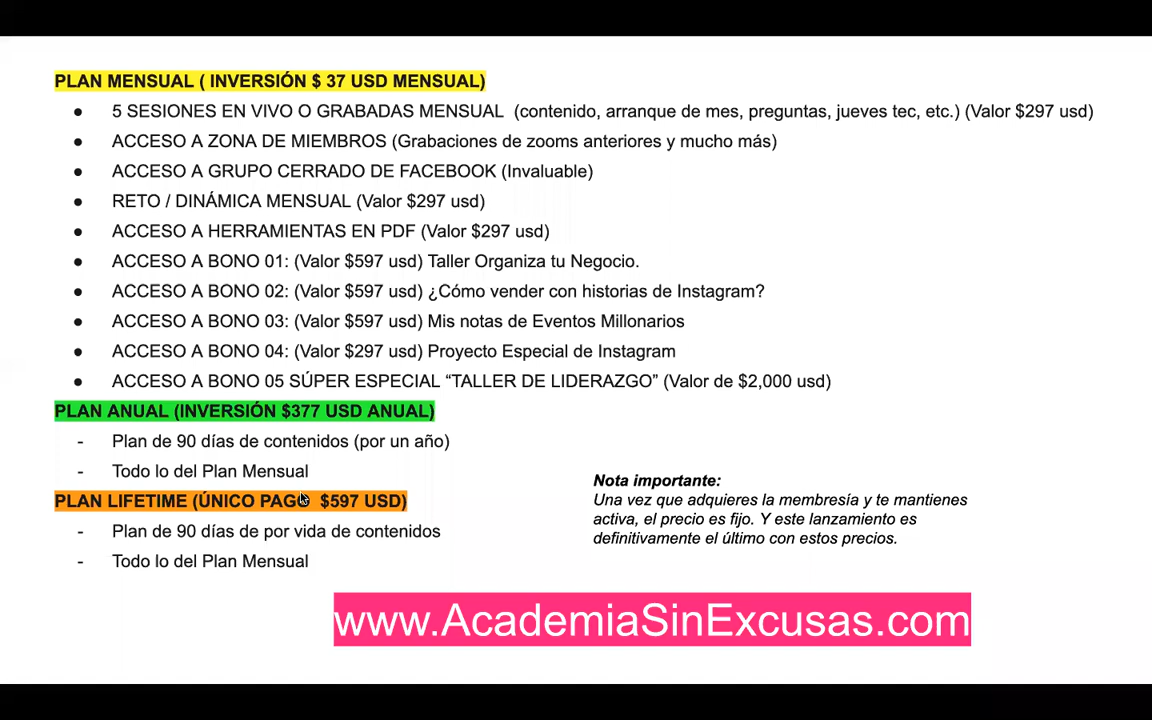 PLAN MENSUAL ( INVERSIÓN $ 37 USD MENSUAL)
● 5 SESIONES EN VIVO O GRABADAS MENSUAL (contenido, arranque de mes, preguntas, jueves tec, etc.) (Valor $297 usd)
● ACCESO A ZONA DE MIEMBROS (Grabaciones de zooms anteriores y mucho más)
● ACCESO A GRUPO CERRADO DE FACEBOOK (Invaluable)
● RETO / DINÁMICA MENSUAL (Valor $297 usd)
● ACCESO A HERRAMIENTAS EN PDF (Valor $297 usd)
● ACCESO A BONO 01: (Valor $597 usd) Taller Organiza tu Negocio.
● ACCESO A BONO 02: (Valor $597 usd) ¿Cómo vender con historias de Instagram?
● ACCESO A BONO 03: (Valor $597 usd) Mis notas de Eventos Millonarios
● ACCESO A BONO 04: (Valor $297 usd) Proyecto Especial de Instagram
● ACCESO A BONO 05 SÚPER ESPECIAL “TALLER DE LIDERAZGO” (Valor de $2,000 usd)
PLAN ANUAL (INVERSIÓN $377 USD ANUAL)
- Plan de 90 días de contenidos (por un año)
- Todo lo del Plan Mensual
PLAN LIFETIME (ÚNICO PAGO $597 USD)
- Plan de 90 días de por vida de contenidos
- Todo lo del Plan Mensual
Nota importante:
Una vez que adquieres la membresía y te mantienes
activa, el precio es fijo. Y este lanzamiento es
definitivamente el último con estos precios.
www.AcademiaSinExcusas.com